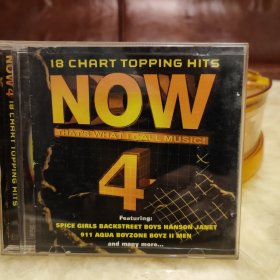 18 CHART TOPPING HITS
NOW
THAT'S WHAT I CALL MUSIC!
4
Featuring:
SPICE GIRLS BACKSTREET BOYS HANSON JANET
911 AQUA BOYZONE BOYZ II MEN
and many more...
NOW 4 18 CHART TOPPING HITS